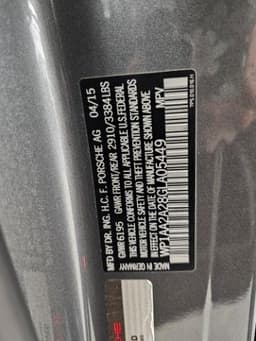 MFD BY DR. ING. H.C. F. PORSCHE AG 04/15
GVWR 6195 GAWR FRONT/REAR 2910/3384 LBS
THIS VEHICLE CONFORMS TO ALL APPLICABLE U.S. FEDERAL
MOTOR VEHICLE SAFETY AND THEFT PREVENTION STANDARDS
IN EFFECT ON THE DATE OF MANUFACTURE SHOWN ABOVE
WP1AA2A28GLA05449 MPV
MADE IN GERMANY